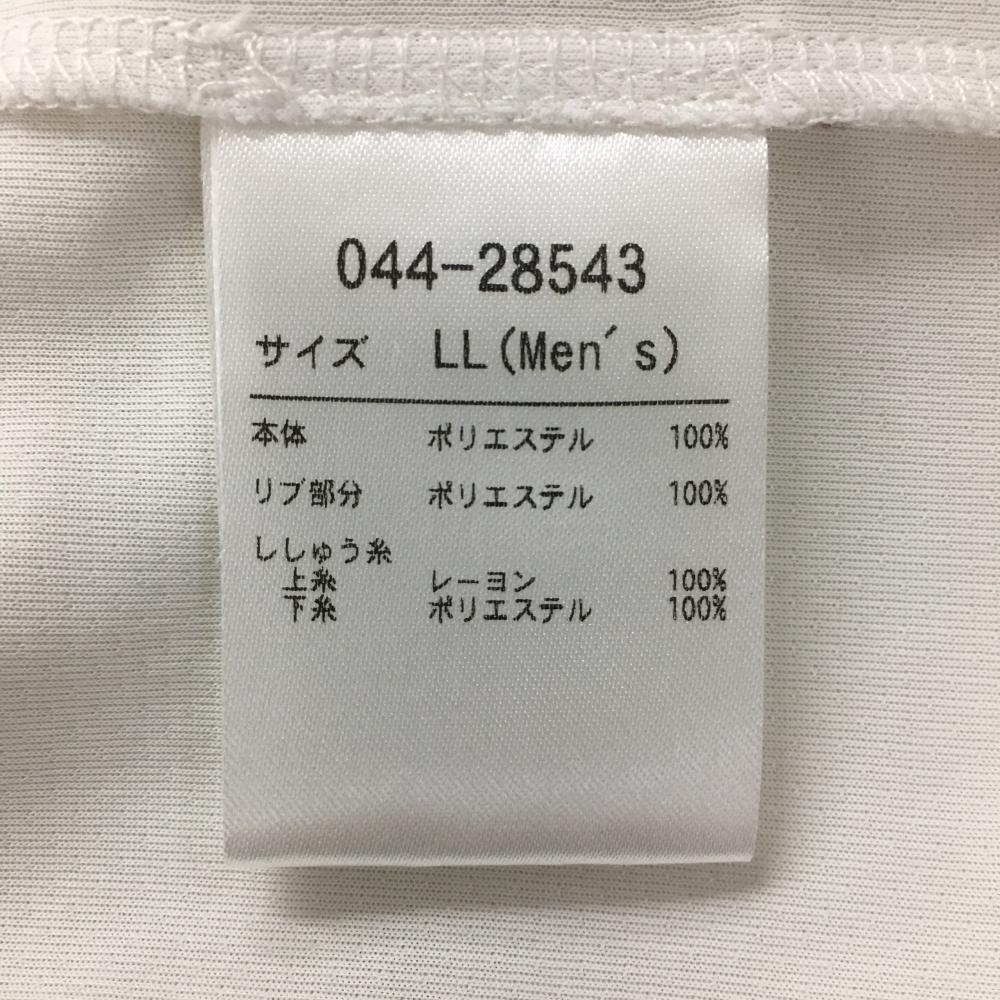 044-28543
サイズ LL(Men's)
本体 ポリエステル 100%
リブ部分 ポリエステル 100%
ししゅう糸
上糸 レーヨン 100%
下糸 ポリエステル 100%